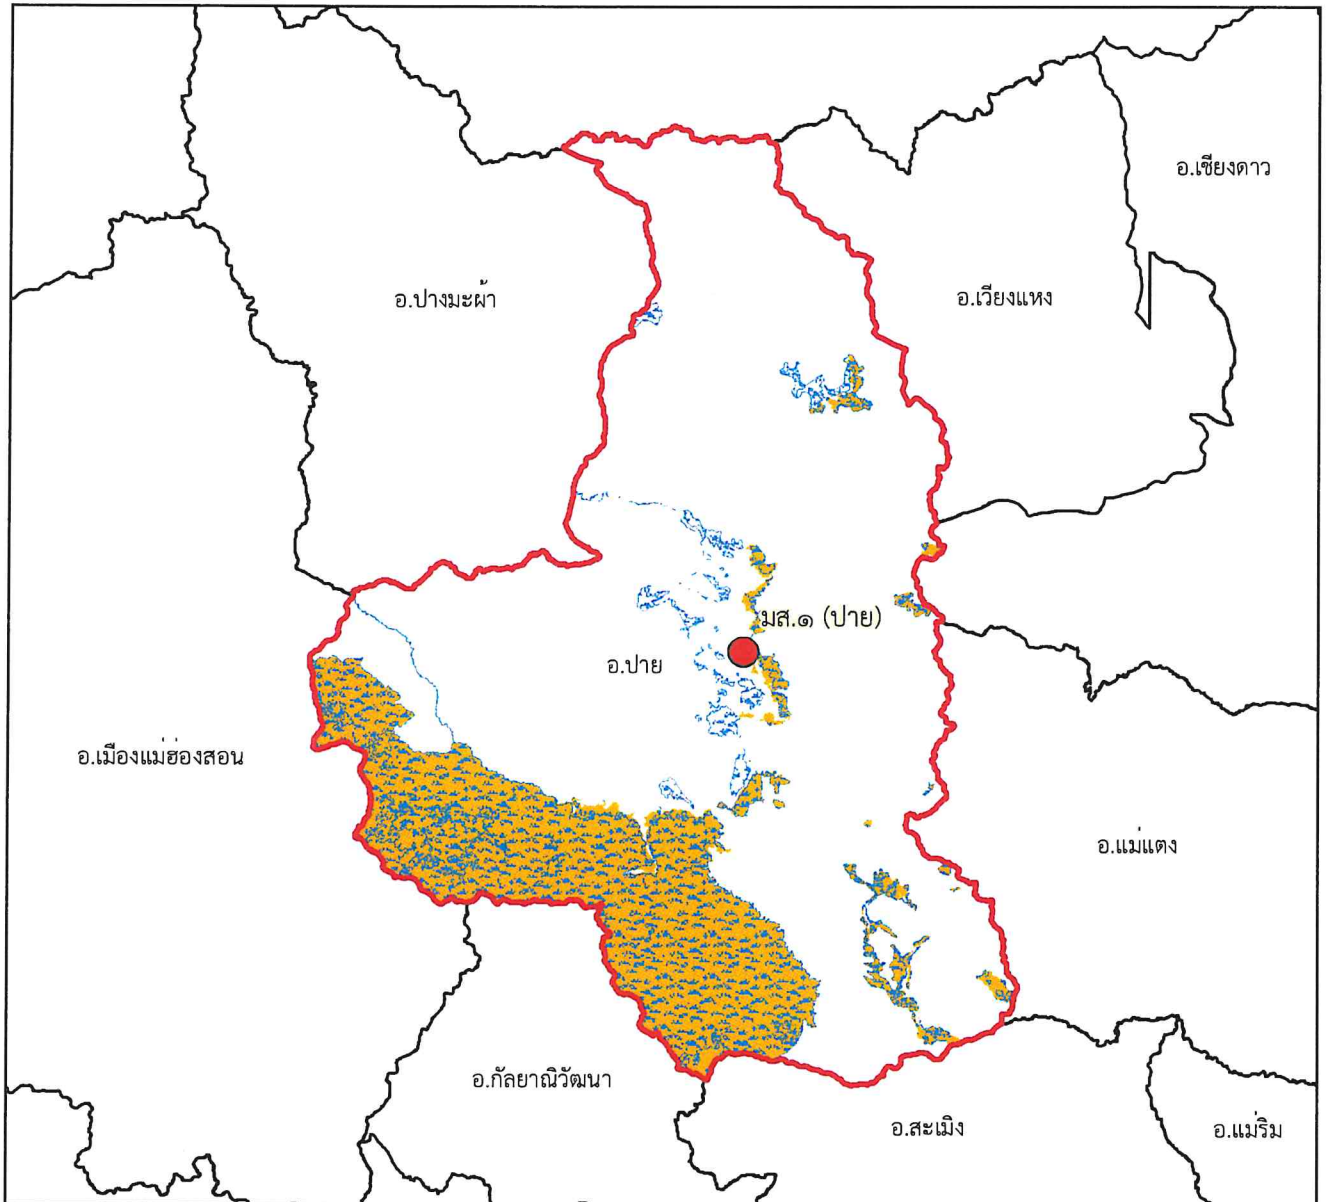 อ.เชียงดาว
อ.ปางมะผ้า
อ.เวียงแหง
มส.๑ (ปาย)
อ.ปาย
อ.เมืองแม่ฮ่องสอน
อ.แม่แตง
อ.กัลยาณิวัฒนา
อ.สะเมิง
อ.แม่ริม